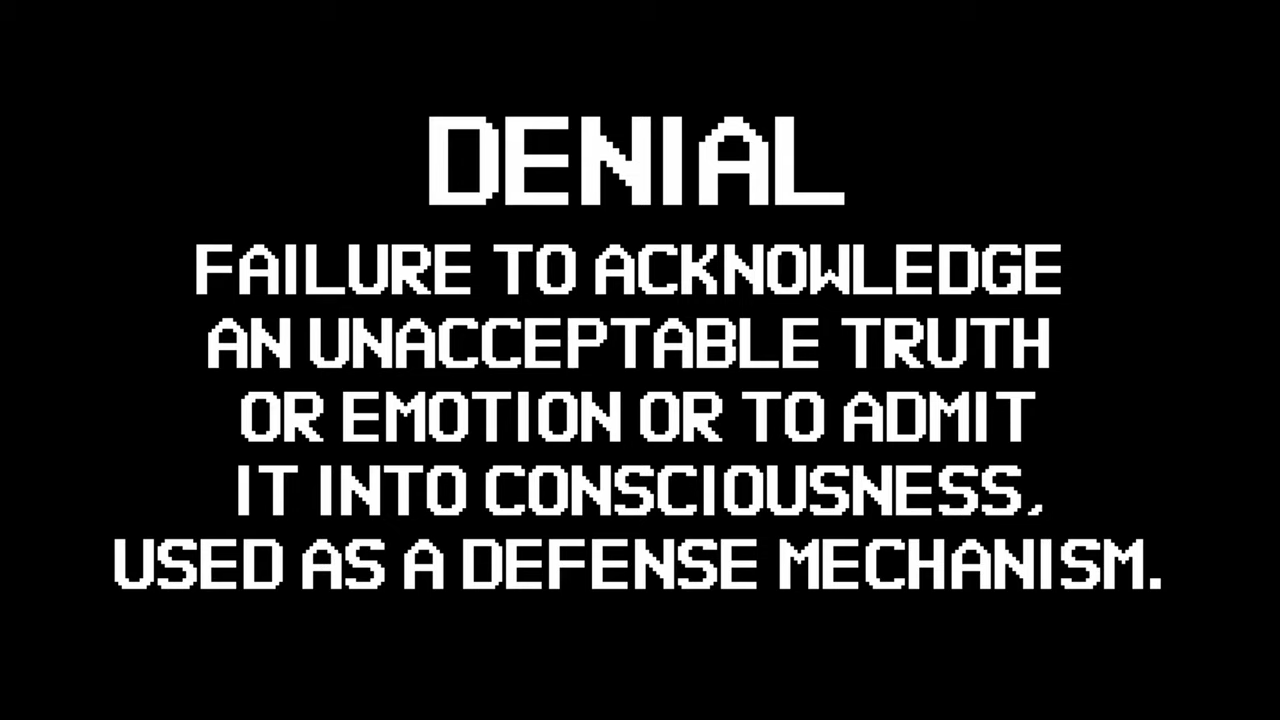 DENIAL
FAILURE TO ACKNOWLEDGE
AN UNACCEPTABLE TRUTH
OR EMOTION OR TO ADMIT
IT INTO CONSCIOUSNESS,
USED AS A DEFENSE MECHANISM.